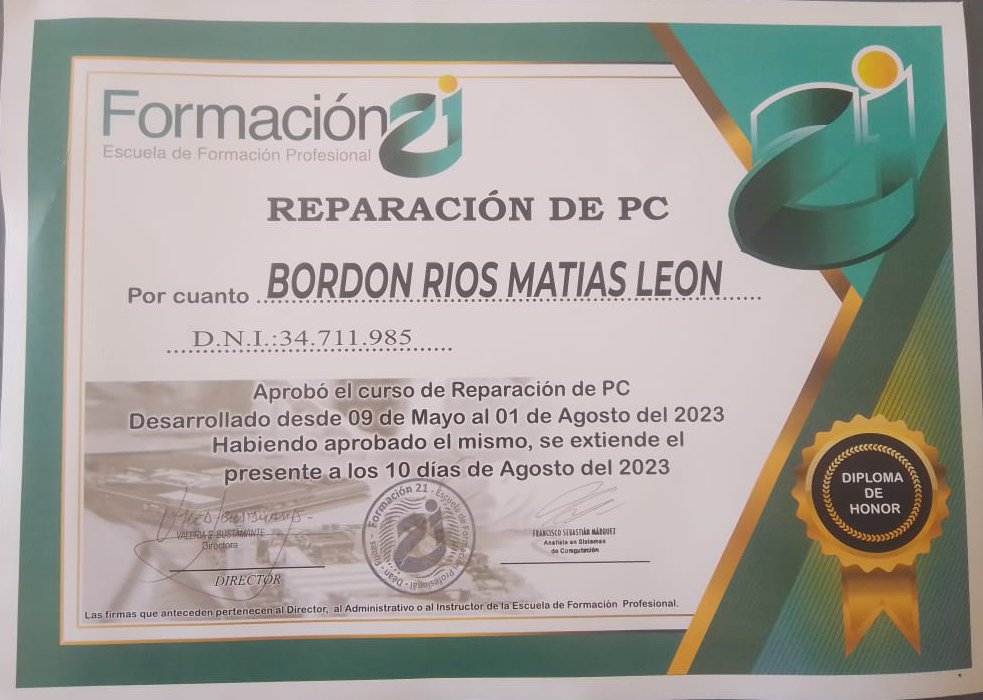 Formación 21
Escuela de Formación Profesional
REPARACIÓN DE PC
Por cuanto BORDON RIOS MATIAS LEON
D.N.I.:34.711.985
Aprobó el curso de Reparación de PC
Desarrollado desde 09 de Mayo al 01 de Agosto del 2023
Habiendo aprobado el mismo, se extiende el
presente a los 10 días de Agosto del 2023
DIPLOMA
DE
HONOR
Formación 21 - Escuela de Formación Profesional - Deán Funes -
VALERIA S. BUSTAMANTE
Directora
DIRECTOR
FRANCISCO SEBASTIÁN MÁRQUEZ
Analista en Sistemas
de Computación
Las firmas que anteceden pertenecen al Director, al Administrativo o al Instructor de la Escuela de Formación Profesional.